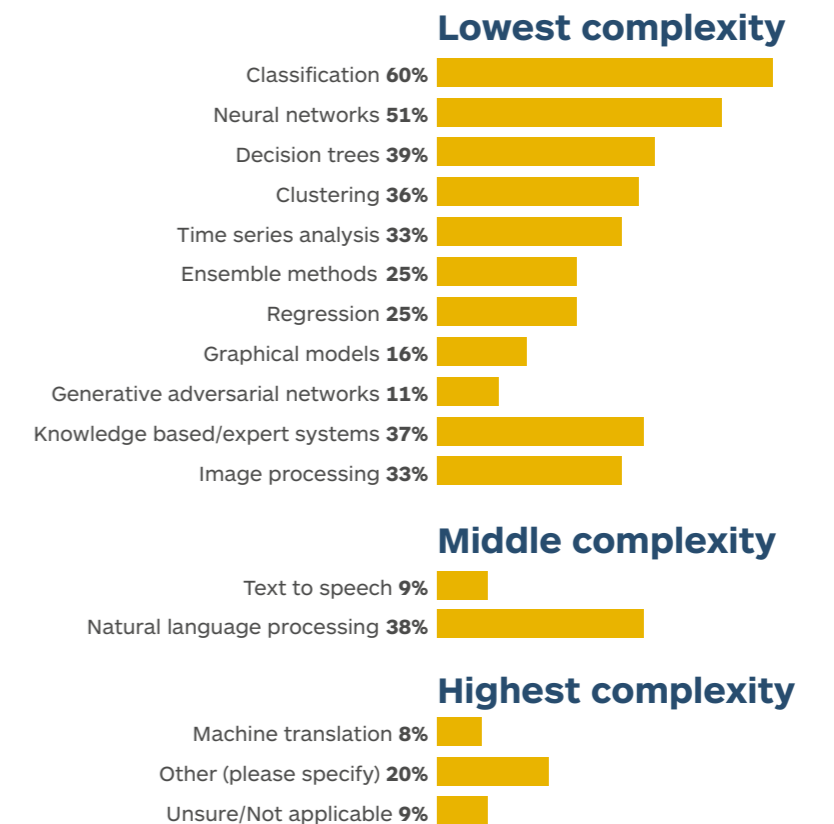 Lowest complexity
Classification 60%
Neural networks 51%
Decision trees 39%
Clustering 36%
Time series analysis 33%
Ensemble methods 25%
Regression 25%
Graphical models 16%
Generative adversarial networks 11%
Knowledge based/expert systems 37%
Image processing 33%
Middle complexity
Text to speech 9%
Natural language processing 38%
Highest complexity
Machine translation 8%
Other (please specify) 20%
Unsure/Not applicable 9%